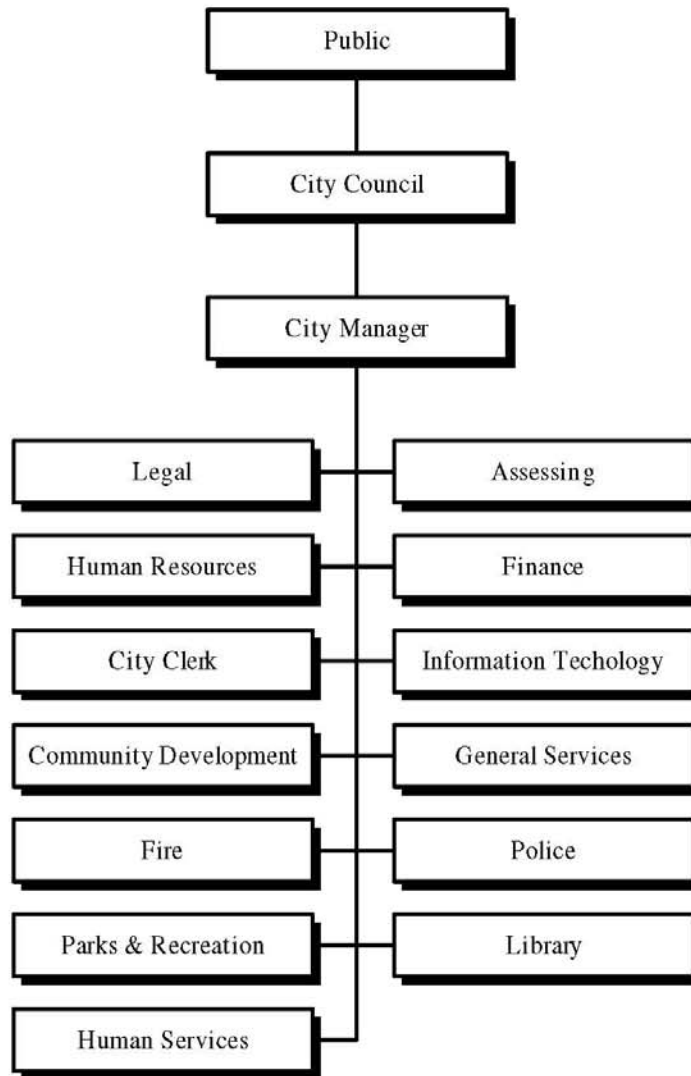 Public
City Council
City Manager
Legal
Assessing
Human Resources
Finance
City Clerk
Information Techology
Community Development
General Services
Fire
Police
Parks & Recreation
Library
Human Services